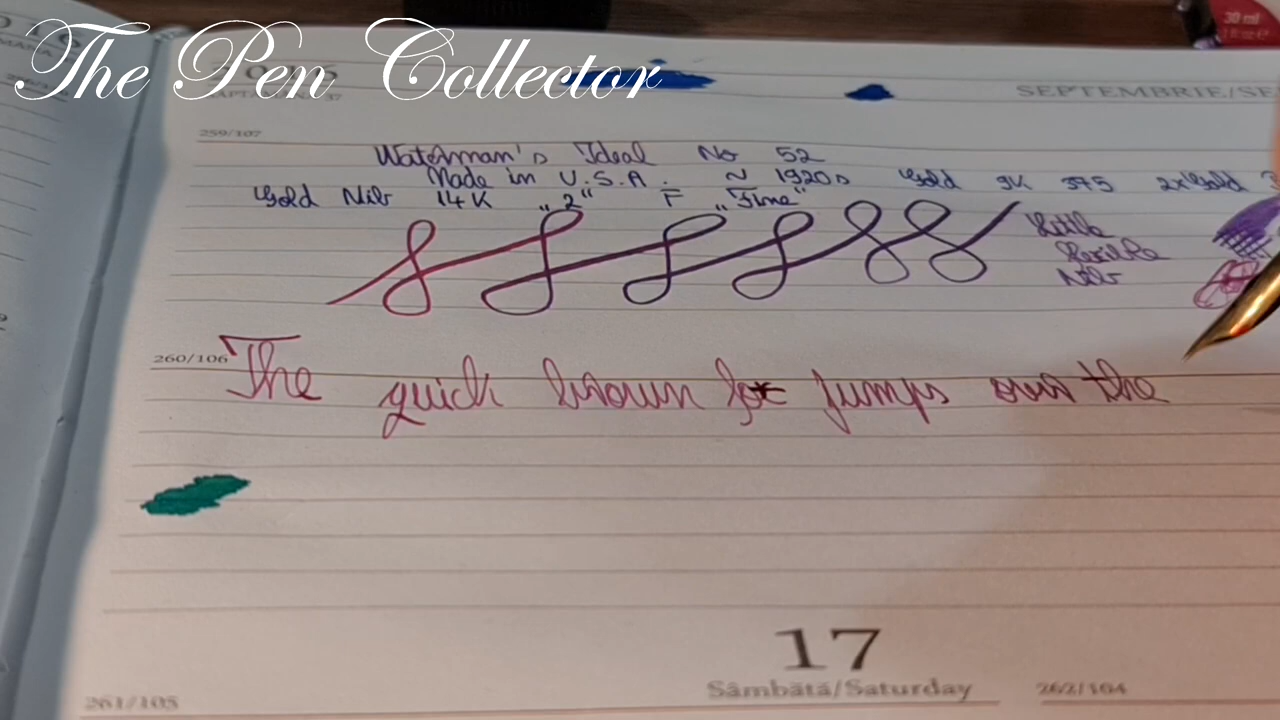 The Pen Collector
30 ml
SEPTEMBRIE/SE
259/107
Waterman's Ideal No 52
Made in U.S.A. ~ 1920s Gold 9K 375 2x Gold
Gold Nib 14K „2" F „Fine"
Little
Flexible
Nib
260/106
The quick brown fox jumps over the
17
Sâmbătă/Saturday
261/105
262/104